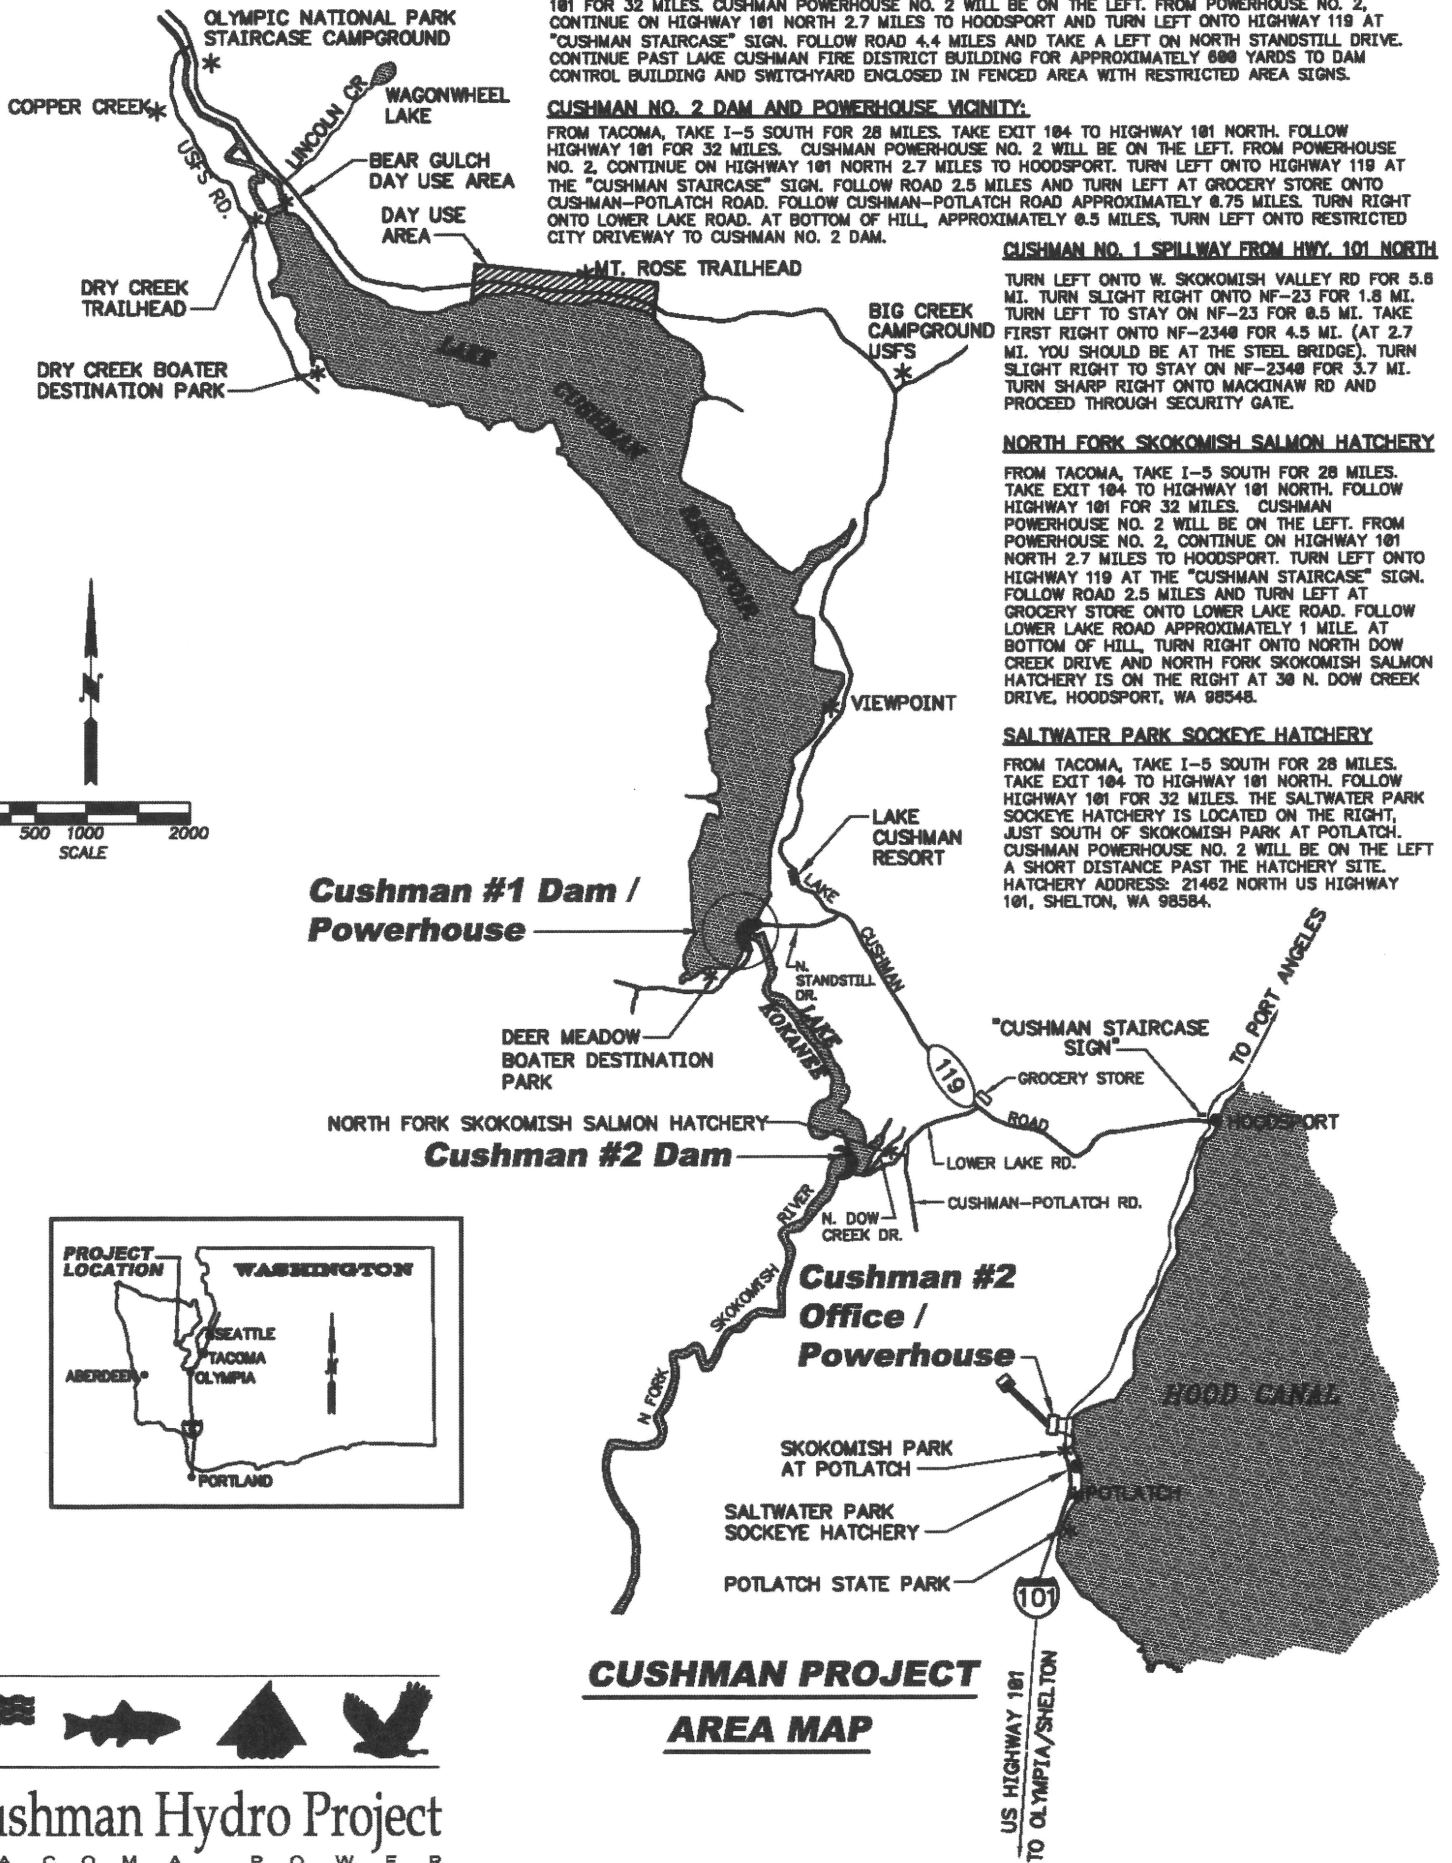 101 FOR 32 MILES. CUSHMAN POWERHOUSE NO. 2 WILL BE ON THE LEFT. FROM POWERHOUSE NO. 2,
CONTINUE ON HIGHWAY 101 NORTH 2.7 MILES TO HOODSPORT AND TURN LEFT ONTO HIGHWAY 119 AT
"CUSHMAN STAIRCASE" SIGN. FOLLOW ROAD 4.4 MILES AND TAKE A LEFT ON NORTH STANDSTILL DRIVE.
CONTINUE PAST LAKE CUSHMAN FIRE DISTRICT BUILDING FOR APPROXIMATELY 600 YARDS TO DAM
CONTROL BUILDING AND SWITCHYARD ENCLOSED IN FENCED AREA WITH RESTRICTED AREA SIGNS.
CUSHMAN NO. 2 DAM AND POWERHOUSE VICINITY:
FROM TACOMA, TAKE I-5 SOUTH FOR 28 MILES. TAKE EXIT 104 TO HIGHWAY 101 NORTH. FOLLOW
HIGHWAY 101 FOR 32 MILES. CUSHMAN POWERHOUSE NO. 2 WILL BE ON THE LEFT. FROM POWERHOUSE
NO. 2, CONTINUE ON HIGHWAY 101 NORTH 2.7 MILES TO HOODSPORT. TURN LEFT ONTO HIGHWAY 119 AT
THE "CUSHMAN STAIRCASE" SIGN. FOLLOW ROAD 2.5 MILES AND TURN LEFT AT GROCERY STORE ONTO
CUSHMAN-POTLATCH ROAD. FOLLOW CUSHMAN-POTLATCH ROAD APPROXIMATELY 0.75 MILES. TURN RIGHT
ONTO LOWER LAKE ROAD. AT BOTTOM OF HILL, APPROXIMATELY 0.5 MILES, TURN LEFT ONTO RESTRICTED
CITY DRIVEWAY TO CUSHMAN NO. 2 DAM.
CUSHMAN NO. 1 SPILLWAY FROM HWY. 101 NORTH
TURN LEFT ONTO W. SKOKOMISH VALLEY RD FOR 5.6
MI. TURN SLIGHT RIGHT ONTO NF-23 FOR 1.8 MI.
TURN LEFT TO STAY ON NF-23 FOR 0.5 MI. TAKE
FIRST RIGHT ONTO NF-2340 FOR 4.5 MI. (AT 2.7
MI. YOU SHOULD BE AT THE STEEL BRIDGE). TURN
SLIGHT RIGHT TO STAY ON NF-2340 FOR 3.7 MI.
TURN SHARP RIGHT ONTO MACKINAW RD AND
PROCEED THROUGH SECURITY GATE.
NORTH FORK SKOKOMISH SALMON HATCHERY
FROM TACOMA, TAKE I-5 SOUTH FOR 28 MILES.
TAKE EXIT 104 TO HIGHWAY 101 NORTH. FOLLOW
HIGHWAY 101 FOR 32 MILES. CUSHMAN
POWERHOUSE NO. 2 WILL BE ON THE LEFT. FROM
POWERHOUSE NO. 2, CONTINUE ON HIGHWAY 101
NORTH 2.7 MILES TO HOODSPORT. TURN LEFT ONTO
HIGHWAY 119 AT THE "CUSHMAN STAIRCASE" SIGN.
FOLLOW ROAD 2.5 MILES AND TURN LEFT AT
GROCERY STORE ONTO LOWER LAKE ROAD. FOLLOW
LOWER LAKE ROAD APPROXIMATELY 1 MILE. AT
BOTTOM OF HILL, TURN RIGHT ONTO NORTH DOW
CREEK DRIVE AND NORTH FORK SKOKOMISH SALMON
HATCHERY IS ON THE RIGHT AT 30 N. DOW CREEK
DRIVE, HOODSPORT, WA 98548.
SALTWATER PARK SOCKEYE HATCHERY
FROM TACOMA, TAKE I-5 SOUTH FOR 28 MILES.
TAKE EXIT 104 TO HIGHWAY 101 NORTH. FOLLOW
HIGHWAY 101 FOR 32 MILES. THE SALTWATER PARK
SOCKEYE HATCHERY IS LOCATED ON THE RIGHT,
JUST SOUTH OF SKOKOMISH PARK AT POTLATCH.
CUSHMAN POWERHOUSE NO. 2 WILL BE ON THE LEFT
A SHORT DISTANCE PAST THE HATCHERY SITE.
HATCHERY ADDRESS: 21462 NORTH US HIGHWAY
101, SHELTON, WA 98584.
OLYMPIC NATIONAL PARK
STAIRCASE CAMPGROUND
COPPER CREEK
LINCOLN CR
WAGONWHEEL
LAKE
USFS RD.
BEAR GULCH
DAY USE AREA
DAY USE
AREA
MT. ROSE TRAILHEAD
DRY CREEK
TRAILHEAD
DRY CREEK BOATER
DESTINATION PARK
BIG CREEK
CAMPGROUND
USFS
LAKE
CUSHMAN
RESERVOIR
N
500 1000 2000
SCALE
VIEWPOINT
LAKE
CUSHMAN
RESORT
Cushman #1 Dam /
Powerhouse
LAKE
CUSHMAN
N.
STANDSTILL
DR.
LAKE
KOKANEE
DEER MEADOW
BOATER DESTINATION
PARK
119
"CUSHMAN STAIRCASE
SIGN"
TO PORT ANGELES
GROCERY STORE
ROAD
HOODSPORT
NORTH FORK SKOKOMISH SALMON HATCHERY
Cushman #2 Dam
LOWER LAKE RD.
CUSHMAN-POTLATCH RD.
N. DOW
CREEK DR.
N FORK
SKOKOMISH
RIVER
Cushman #2
Office /
Powerhouse
HOOD CANAL
SKOKOMISH PARK
AT POTLATCH
POTLATCH
SALTWATER PARK
SOCKEYE HATCHERY
POTLATCH STATE PARK
101
US HIGHWAY 101
TO OLYMPIA/SHELTON
PROJECT
LOCATION
WASHINGTON
SEATTLE
TACOMA
ABERDEEN
OLYMPIA
N
PORTLAND
CUSHMAN PROJECT
AREA MAP
ushman Hydro Project
ACOMA POWER